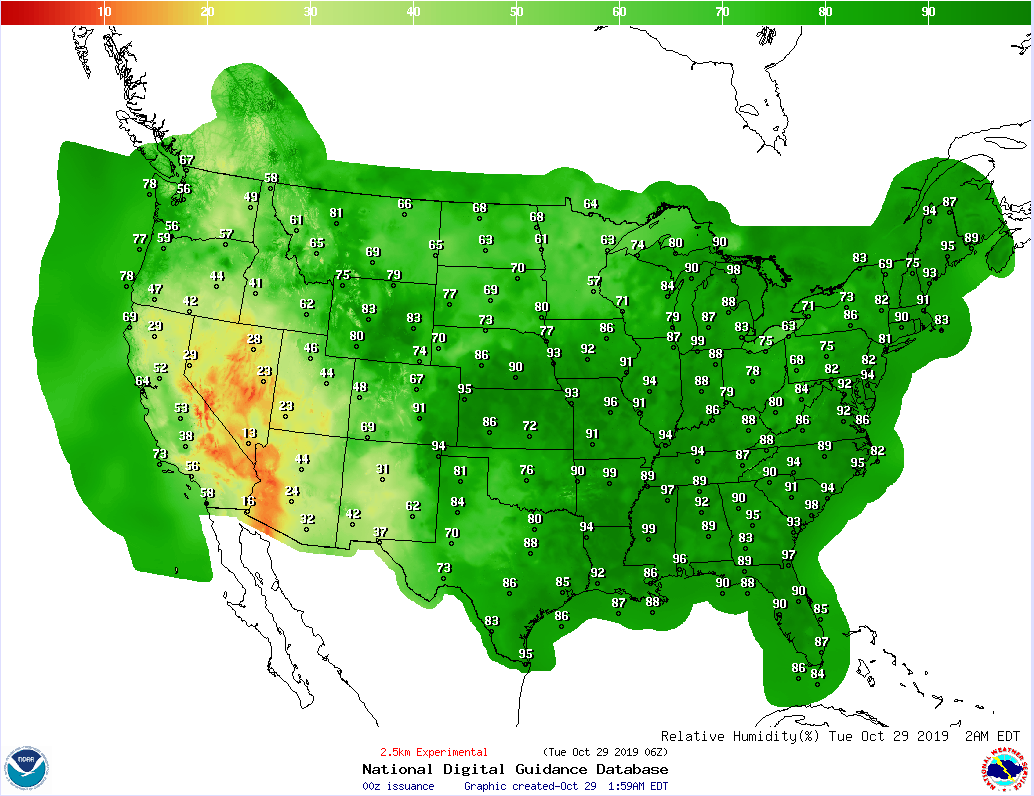 10 20 30 40 50 60 70 80 90
67
58
78 56 49
87
66 68 64
81 68 94
61
56
77 59 57 61 63 74 80 90 89
65 69 65 63 95
83 69 75
70 90 98 93
78 44 41 75 79 57 84
47 77 69
42 62 83 80 71 88 71 73 82 91
69 29 83 73 79 87 83 63 86 90 83
80 70 77 86 87 99 75 81
28 46 74 86 93 92 88 75
29 91 68 82
52 23 44 67 90 78 82 94
64 48 95 93 94 88 79 84 92
53 23 91 96 91 86 80 92
38 13 69 86 72 91 94 88 86 86
73 94 88 89 82
56 44 31 81 76 90 99 89 94 87 94 95
58 16 24 97 89 90 91 94
32 42 62 84 92 90 98
37 70 80 94 99 89 95 93
88 83
73 96 89 97
86 85 92 86 90 88 90
83 86 87 88 90 85
95 87
86 84
Relative Humidity(%) Tue Oct 29 2019 2AM EDT
2.5km Experimental (Tue Oct 29 2019 06Z)
National Digital Guidance Database
00z issuance Graphic created-Oct 29 1:59AM EDT
NOAA
NATIONAL WEATHER SERVICE